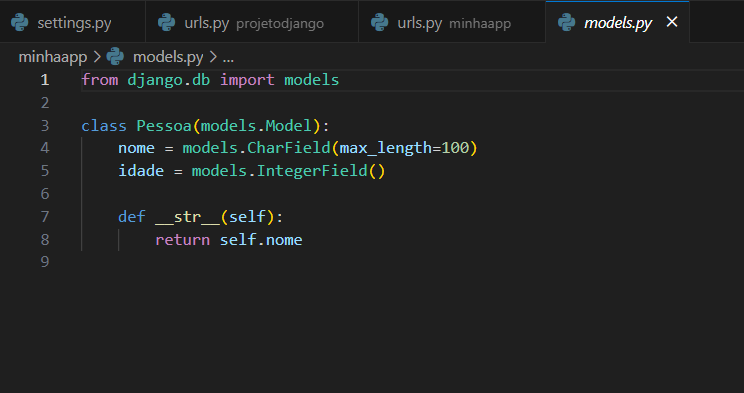 settings.py
urls.py projetodjango
urls.py minhaapp
models.py
minhaapp > models.py > ...
1 from django.db import models
2
3 class Pessoa(models.Model):
4     nome = models.CharField(max_length=100)
5     idade = models.IntegerField()
6
7     def __str__(self):
8         return self.nome
9